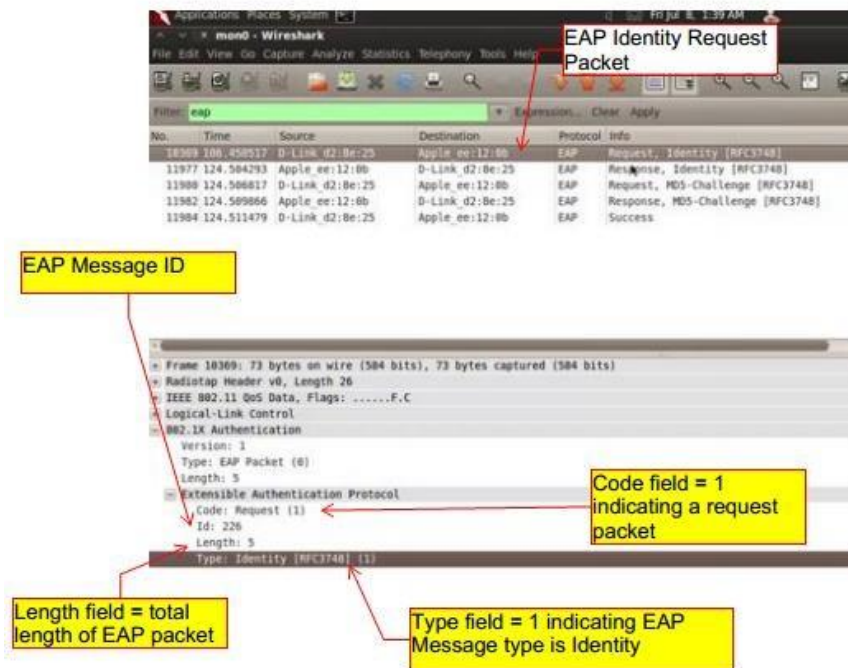 Applications Places System
Fri Jul 8, 1:39 AM
mon0 - Wireshark
File Edit View Go Capture Analyze Statistics Telephony Tools Help
EAP Identity Request
Packet
Filter: eap
Expression... Clear Apply
No. Time Source Destination Protocol Info
10369 106.450517 D-Link_d2:8e:25 Apple_ee:12:0b EAP Request, Identity [RFC3748]
11977 124.504293 Apple_ee:12:0b D-Link_d2:8e:25 EAP Response, Identity [RFC3748]
11980 124.506817 D-Link_d2:8e:25 Apple_ee:12:0b EAP Request, MD5-Challenge [RFC3748]
11982 124.509866 Apple_ee:12:0b D-Link_d2:8e:25 EAP Response, MD5-Challenge [RFC3748]
11984 124.511479 D-Link_d2:8e:25 Apple_ee:12:0b EAP Success
EAP Message ID
Frame 10369: 73 bytes on wire (584 bits), 73 bytes captured (584 bits)
Radiotap Header v0, Length 26
IEEE 802.11 QoS Data, Flags: ......F.C
Logical-Link Control
802.1X Authentication
Version: 1
Type: EAP Packet (0)
Length: 5
Extensible Authentication Protocol
Code: Request (1)
Id: 226
Length: 5
Type: Identity [RFC3748] (1)
Code field = 1
indicating a request
packet
Length field = total
length of EAP packet
Type field = 1 indicating EAP
Message type is Identity